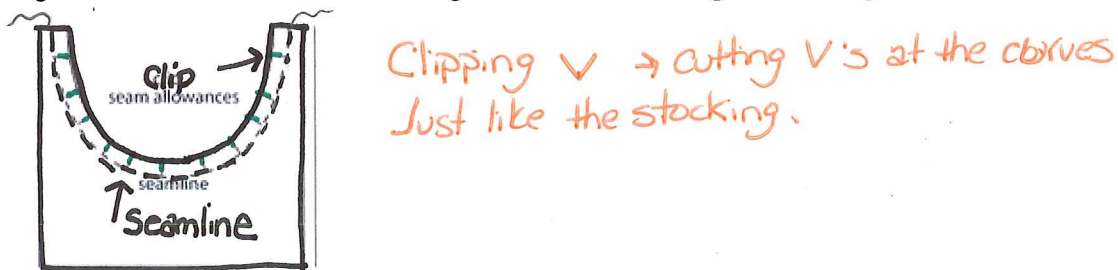 Clip
seam allowances
seamline
Seamline
Clipping V → cutting V's at the curves
Just like the stocking.